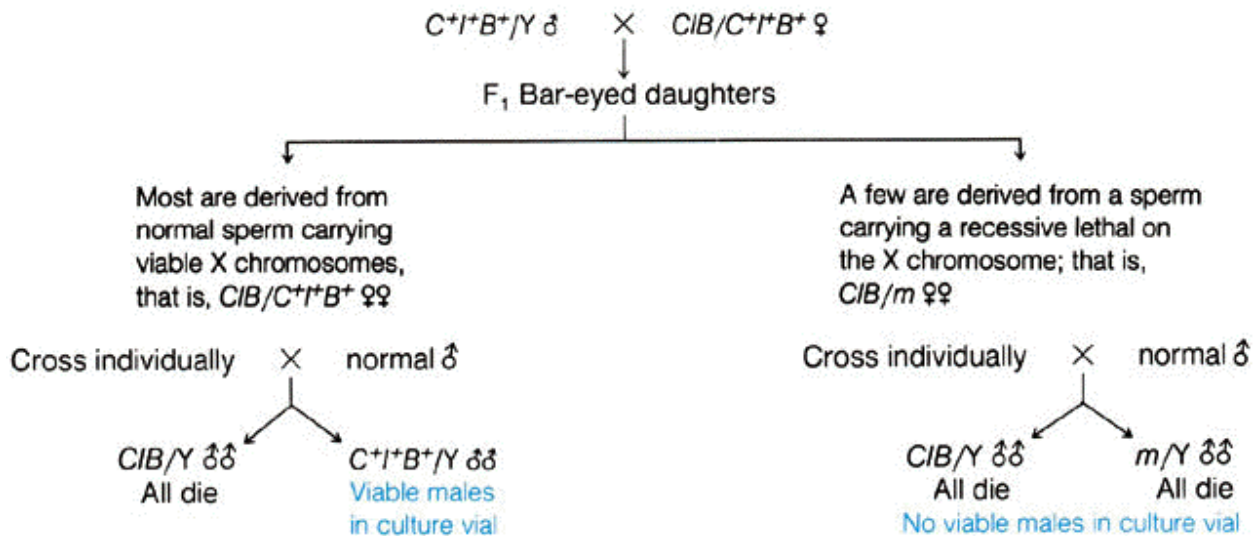 C⁺l⁺B⁺/Y ♂ × ClB/C⁺l⁺B⁺ ♀
F₁ Bar-eyed daughters
Most are derived from
normal sperm carrying
viable X chromosomes,
that is, ClB/C⁺l⁺B⁺ ♀♀
A few are derived from a sperm
carrying a recessive lethal on
the X chromosome; that is,
ClB/m ♀♀
Cross individually × normal ♂
Cross individually × normal ♂
ClB/Y ♂♂
All die
C⁺l⁺B⁺/Y ♂♂
Viable males
in culture vial
ClB/Y ♂♂
All die
m/Y ♂♂
All die
No viable males in culture vial